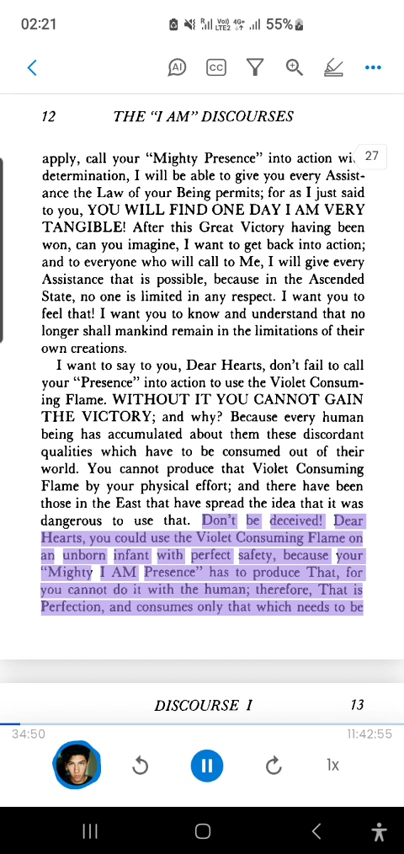 02:21
55%
AI
CC
12 THE “I AM” DISCOURSES
27
apply, call your “Mighty Presence” into action wi
determination, I will be able to give you every Assist-
ance the Law of your Being permits; for as I just said
to you, YOU WILL FIND ONE DAY I AM VERY
TANGIBLE! After this Great Victory having been
won, can you imagine, I want to get back into action;
and to everyone who will call to Me, I will give every
Assistance that is possible, because in the Ascended
State, no one is limited in any respect. I want you to
feel that! I want you to know and understand that no
longer shall mankind remain in the limitations of their
own creations.
I want to say to you, Dear Hearts, don’t fail to call
your “Presence” into action to use the Violet Consum-
ing Flame. WITHOUT IT YOU CANNOT GAIN
THE VICTORY; and why? Because every human
being has accumulated about them these discordant
qualities which have to be consumed out of their
world. You cannot produce that Violet Consuming
Flame by your physical effort; and there have been
those in the East that have spread the idea that it was
dangerous to use that. Don’t be deceived! Dear
Hearts, you could use the Violet Consuming Flame on
an unborn infant with perfect safety, because your
“Mighty I AM Presence” has to produce That, for
you cannot do it with the human; therefore, That is
Perfection, and consumes only that which needs to be
DISCOURSE I 13
34:50 11:42:55
1x